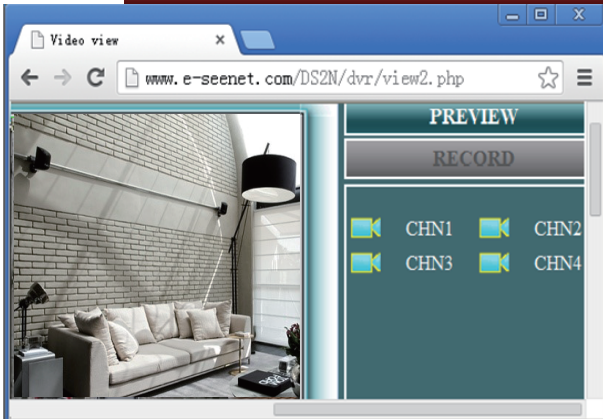 Video view
www.e-seenet.com/DS2N/dvr/view2.php
PREVIEW
RECORD
CHN1 CHN2
CHN3 CHN4